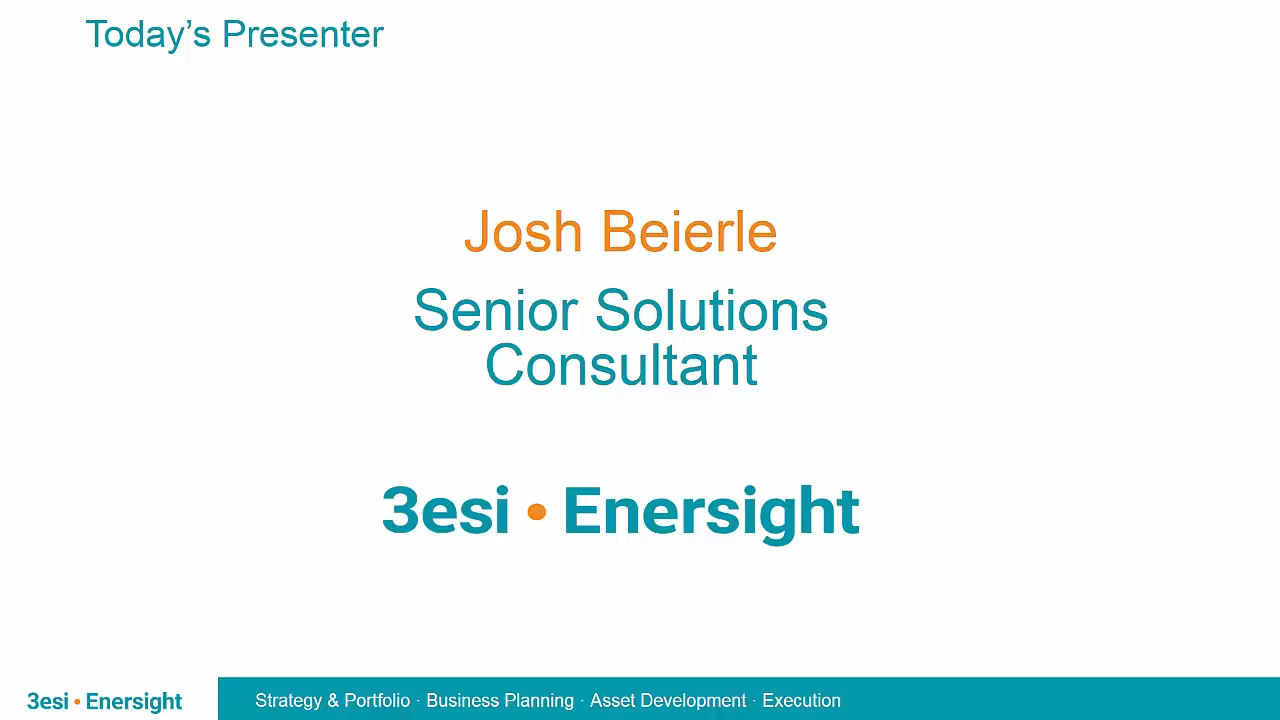 Today’s Presenter
Josh Beierle
Senior Solutions
Consultant
3esi • Enersight
3esi • Enersight
Strategy & Portfolio · Business Planning · Asset Development · Execution